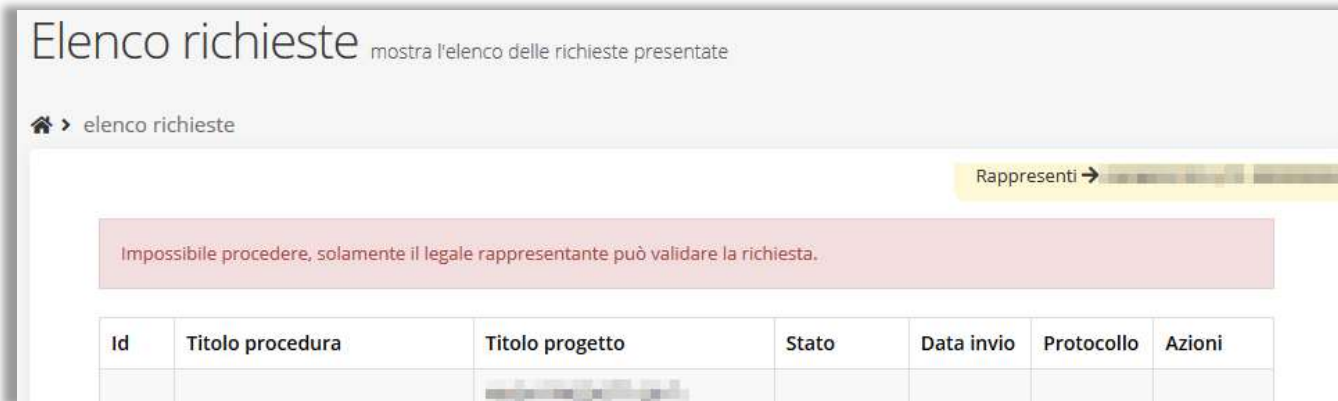 Elenco richieste mostra l'elenco delle richieste presentate
elenco richieste
Rappresenti
Impossibile procedere, solamente il legale rappresentante può validare la richiesta.
Id Titolo procedura Titolo progetto Stato Data invio Protocollo Azioni